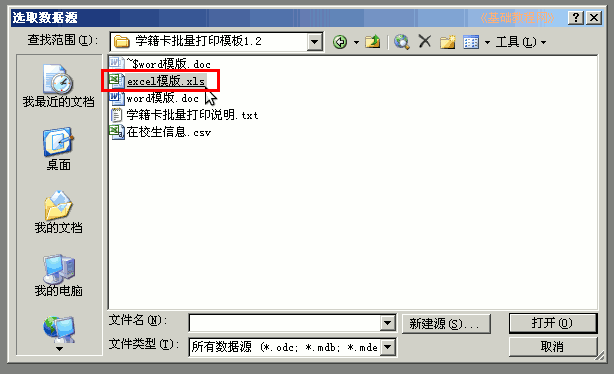 选取数据源
查找范围(I):
学籍卡批量打印模板1.2
工具(L)
~$word模版.doc
excel模版.xls
word模版.doc
学籍卡批量打印说明.txt
在校生信息.csv
我最近的文档
桌面
我的文档
我的电脑
文件名(N):
新建源(S)...
打开(O)
文件类型(T):
所有数据源 (*.odc; *.mdb; *.mde
取消